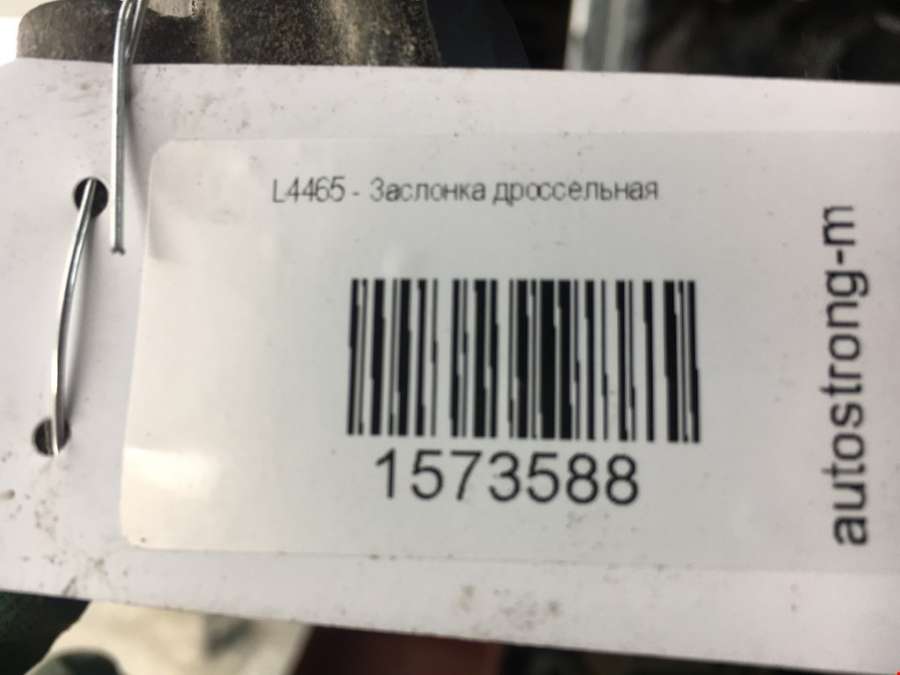 L4465 - Заслонка дроссельная
1573588
autostrong-m